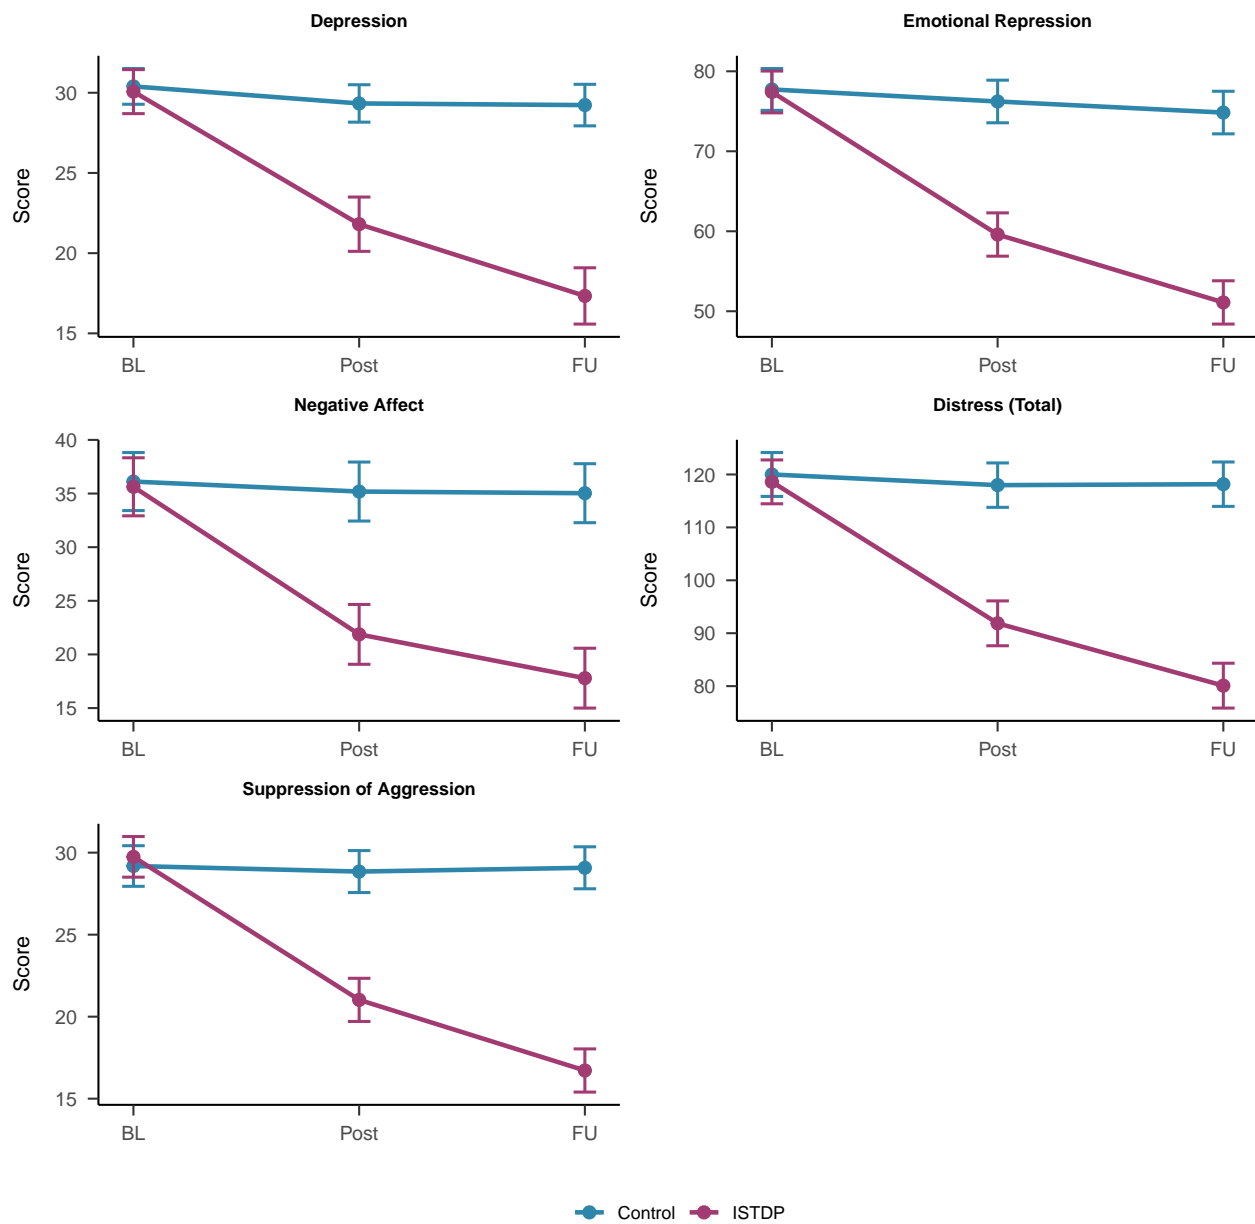 Depression
Score
30
25
20
15
BL Post FU
Emotional Repression
Score
80
70
60
50
BL Post FU
Negative Affect
Score
40
35
30
25
20
15
BL Post FU
Distress (Total)
Score
120
110
100
90
80
BL Post FU
Suppression of Aggression
Score
30
25
20
15
BL Post FU
Control ISTDP